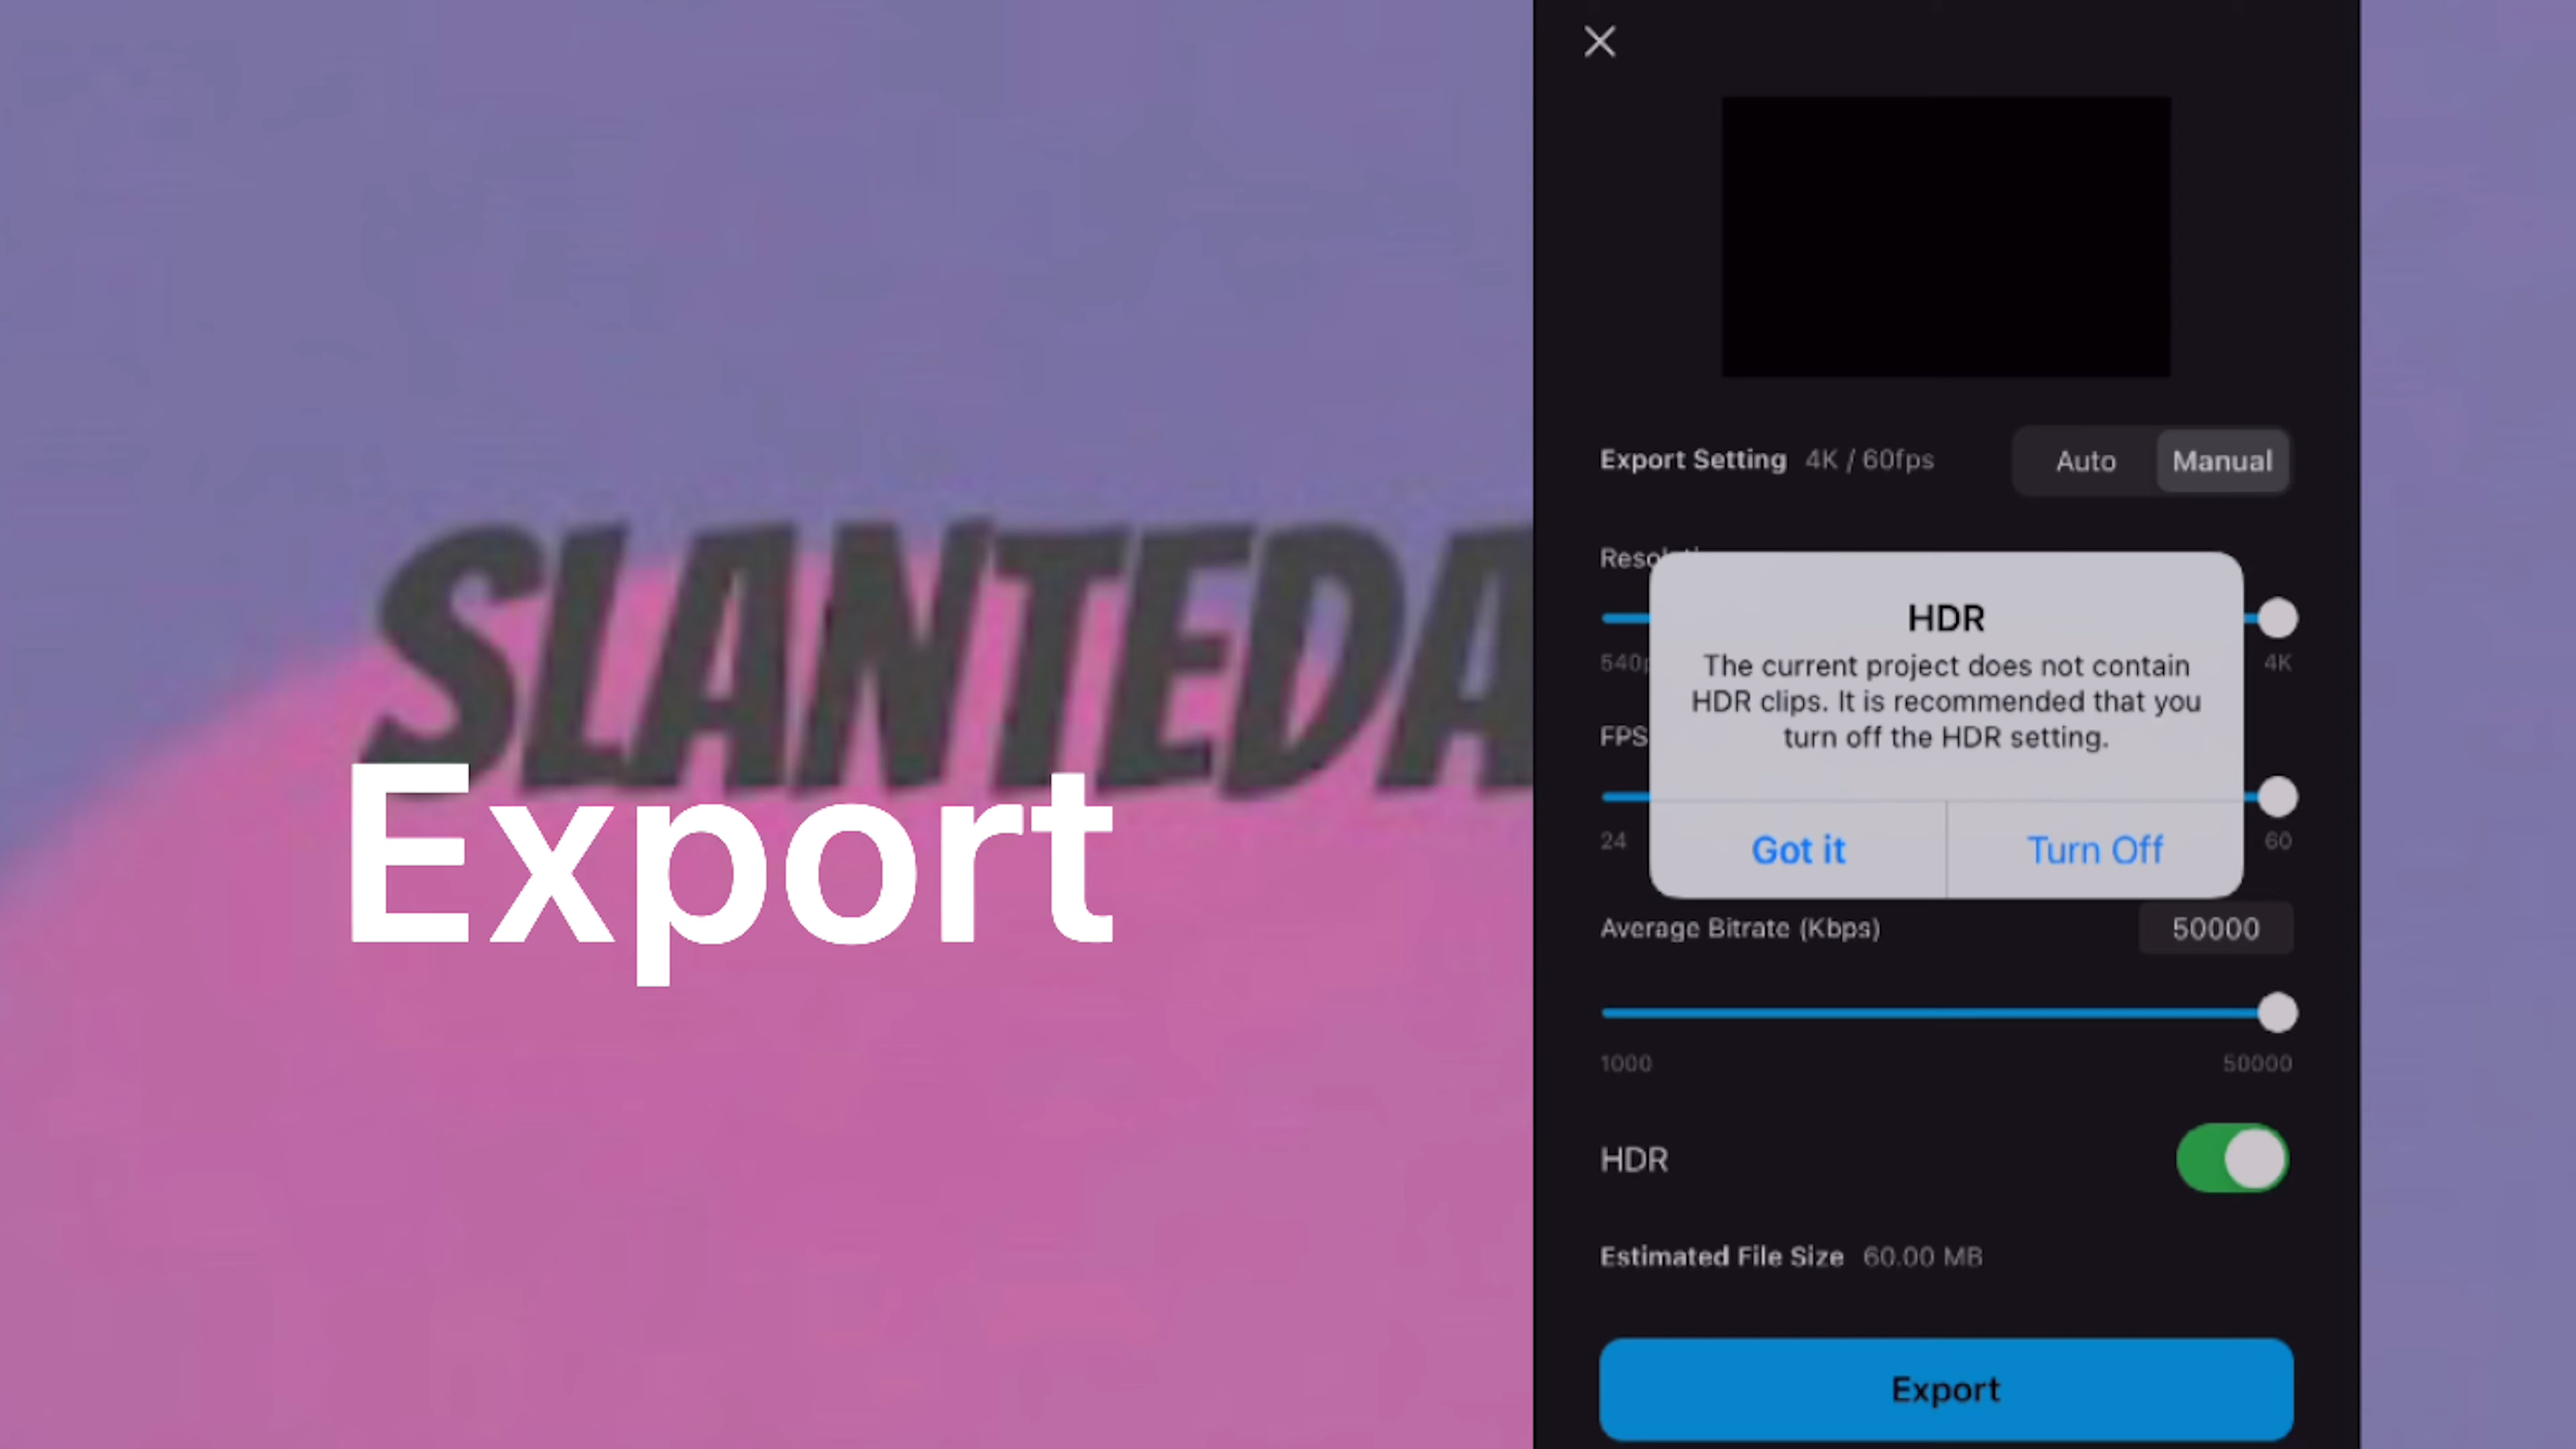 SLANTEDA
Export
Export Setting 4K / 60fps
Auto
Manual
HDR
The current project does not contain
HDR clips. It is recommended that you
turn off the HDR setting.
Got it
Turn Off
4K
FPS
24
60
Average Bitrate (Kbps)
50000
1000
50000
HDR
Estimated File Size 60.00 MB
Export